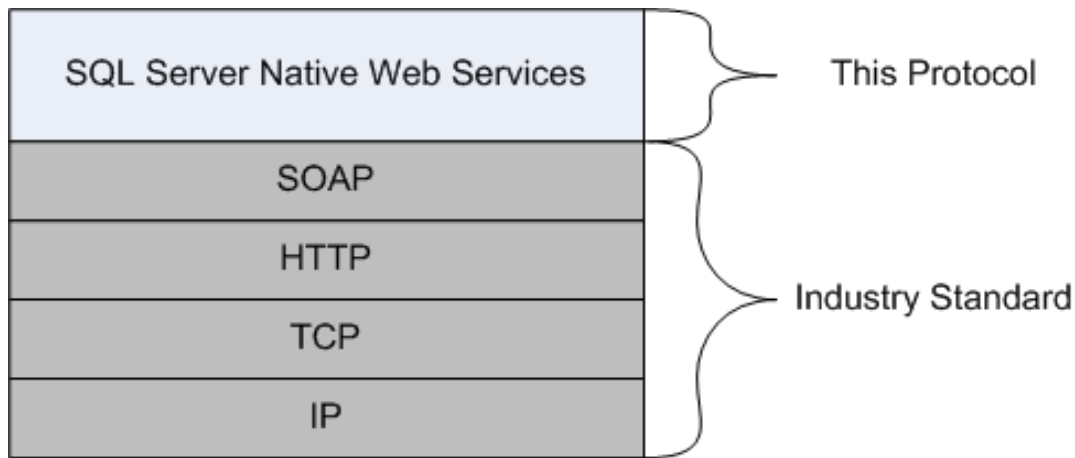 SQL Server Native Web Services
This Protocol
SOAP
HTTP
TCP
IP
Industry Standard